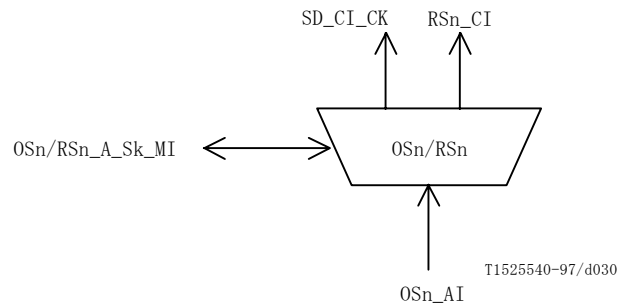 SD_CI_CK RSn_CI
OSn/RSn_A_Sk_MI OSn/RSn
T1525540-97/d030
OSn_AI